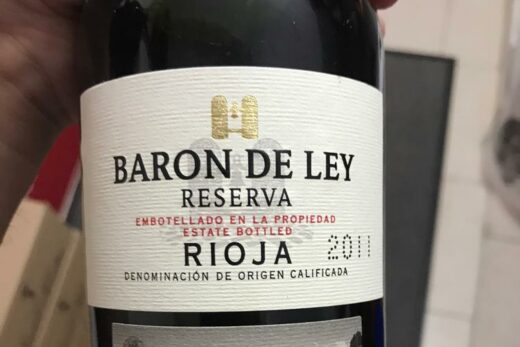 BARON DE LEY
RESERVA
EMBOTELLADO EN LA PROPIEDAD
ESTATE BOTTLED
RIOJA 2011
DENOMINACIÓN DE ORIGEN CALIFICADA